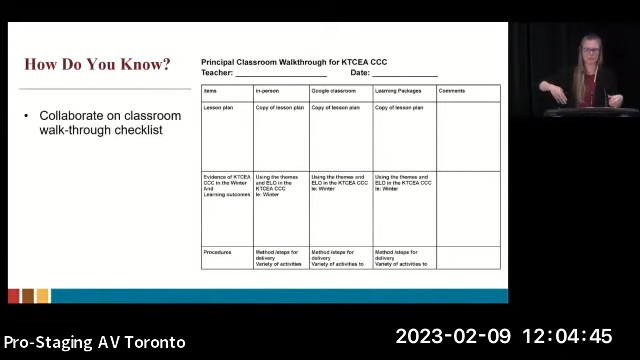 How Do You Know?
• Collaborate on classroom
walk-through checklist
Principal Classroom Walkthrough for KTCEA CCC
Teacher: ____________________ Date: ______________
Items
In-person
Google classroom
Learning Packages
Comments
Lesson plan
Copy of lesson plan
Copy of lesson plan
Copy of lesson plan
Evidence of KTCEA
CCC in the Winter
And
Learning outcomes
Using the themes
and ELO in the
KTCEA CCC
Ie: Winter
Using the themes and
ELO in the KTCEA CCC
Ie: Winter
Using the themes and
ELO in the KTCEA CCC
Ie: Winter
Procedures
Method /steps for
delivery
Variety of activities
Method /steps for
delivery
Variety of activities to
Method /steps for
delivery
Variety of activities to
Pro-Staging AV Toronto
2023-02-09 12:04:45